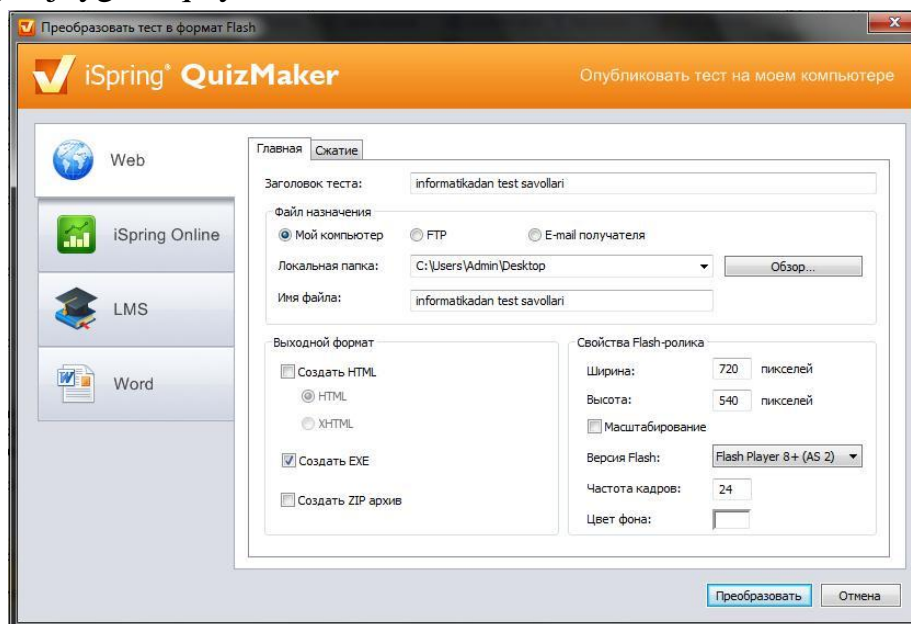 Преобразовать тест в формат Flash
iSpring® QuizMaker
Опубликовать тест на моем компьютере
Web
iSpring Online
LMS
Word
Главная Сжатие
Заголовок теста: informatikadan test savollari
Файл назначения
Мой компьютер FTP E-mail получателя
Локальная папка: C:\Users\Admin\Desktop Обзор...
Имя файла: informatikadan test savollari
Выходной формат
Создать HTML
HTML
XHTML
Создать EXE
Создать ZIP архив
Свойства Flash-ролика
Ширина: 720 пикселей
Высота: 540 пикселей
Масштабирование
Версия Flash: Flash Player 8+ (AS 2)
Частота кадров: 24
Цвет фона:
Преобразовать Отмена